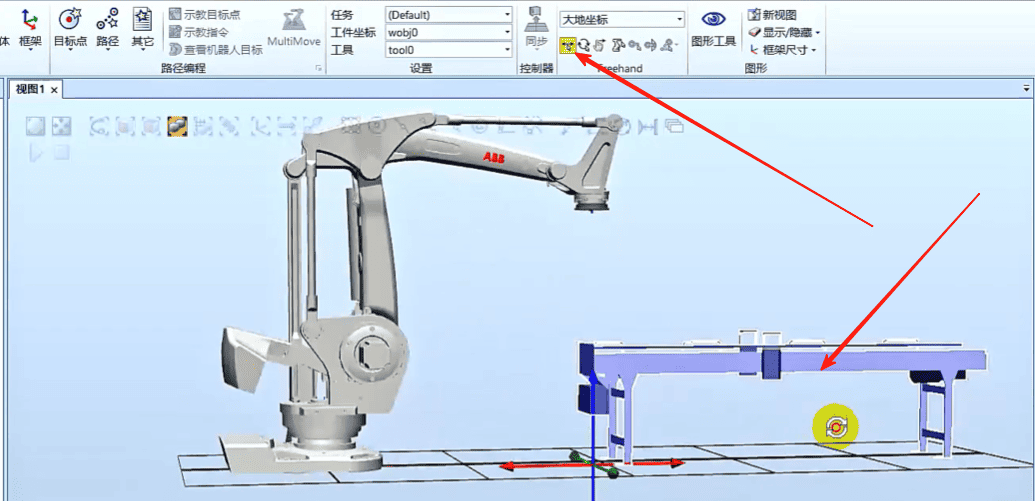 示教目标点
任务
(Default)
大地坐标
新视图
示教指令
工件坐标
wobj0
显示/隐藏
体
框架
目标点
路径
其它
查看机器人目标
MultiMove
工具
tool0
同步
图形工具
框架尺寸
路径编程
设置
控制器
Freehand
图形
视图1 ×
ABB